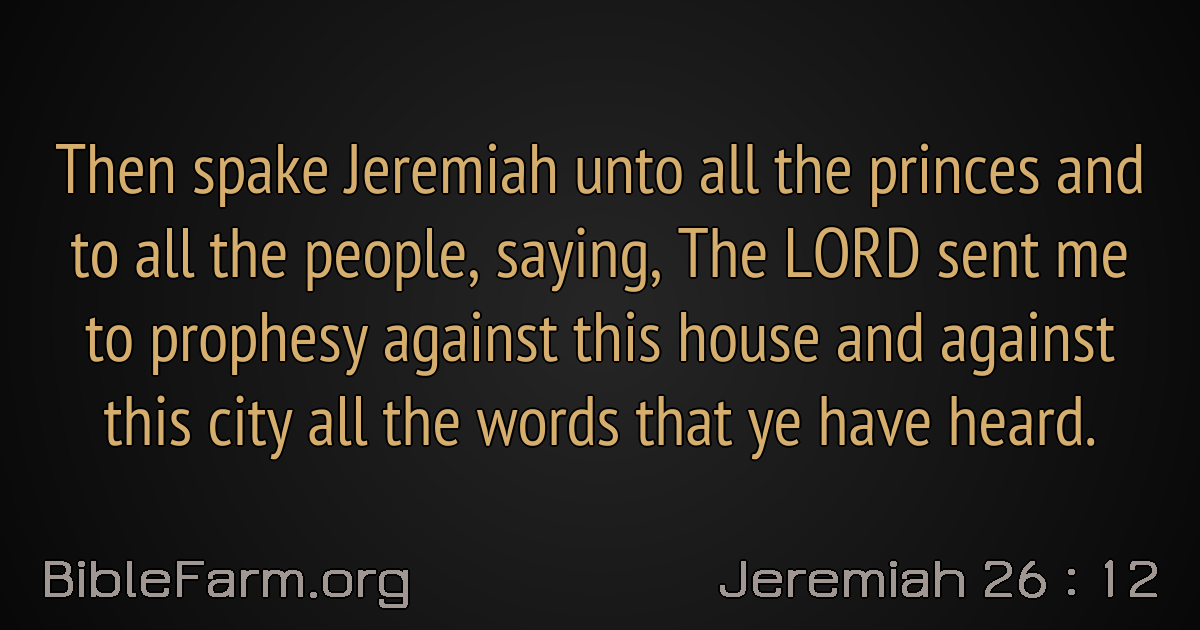 Then spake Jeremiah unto all the princes and
to all the people, saying, The LORD sent me
to prophesy against this house and against
this city all the words that ye have heard.
BibleFarm.org
Jeremiah 26 : 12